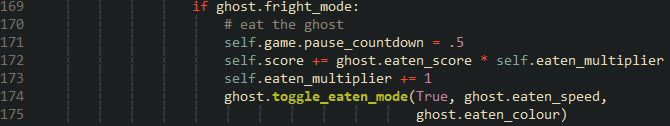 169 if ghost.fright_mode:
170 # eat the ghost
171 self.game.pause_countdown = .5
172 self.score += ghost.eaten_score * self.eaten_multiplier
173 self.eaten_multiplier += 1
174 ghost.toggle_eaten_mode(True, ghost.eaten_speed,
175 ghost.eaten_colour)